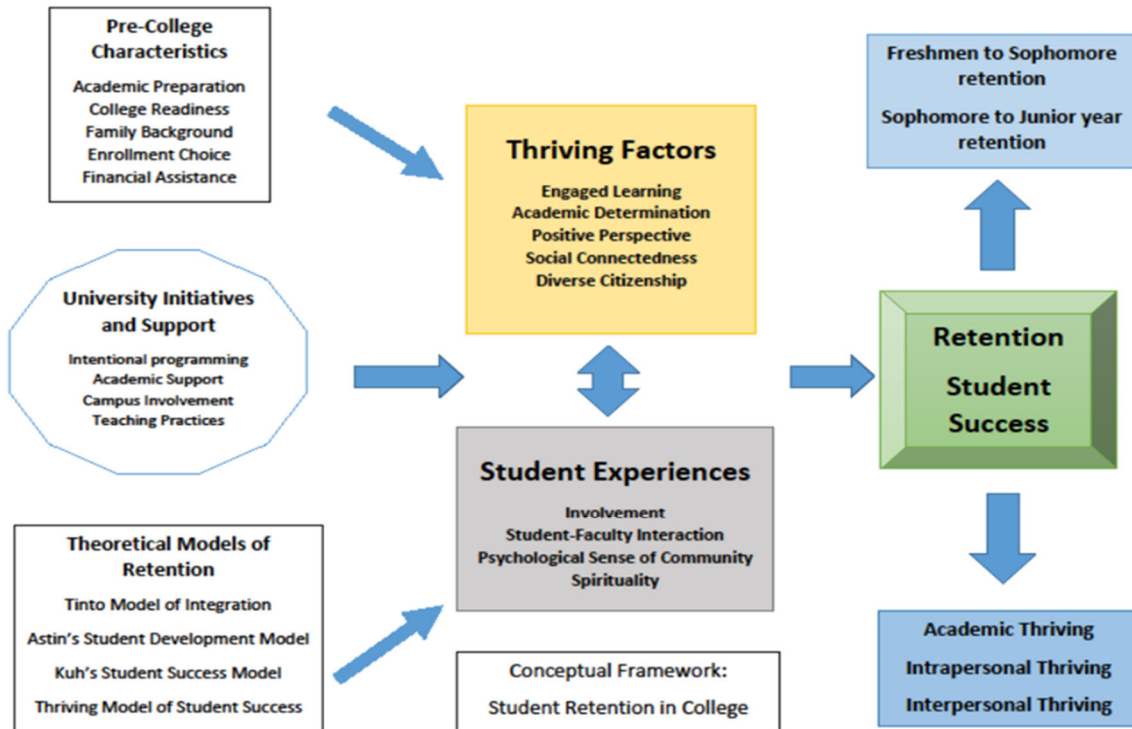 Pre-College
Characteristics
Academic Preparation
College Readiness
Family Background
Enrollment Choice
Financial Assistance
University Initiatives
and Support
Intentional programming
Academic Support
Campus Involvement
Teaching Practices
Theoretical Models of
Retention
Tinto Model of Integration
Astin's Student Development Model
Kuh's Student Success Model
Thriving Model of Student Success
Thriving Factors
Engaged Learning
Academic Determination
Positive Perspective
Social Connectedness
Diverse Citizenship
Student Experiences
Involvement
Student-Faculty Interaction
Psychological Sense of Community
Spirituality
Conceptual Framework:
Student Retention in College
Freshmen to Sophomore
retention
Sophomore to Junior year
retention
Retention
Student
Success
Academic Thriving
Intrapersonal Thriving
Interpersonal Thriving